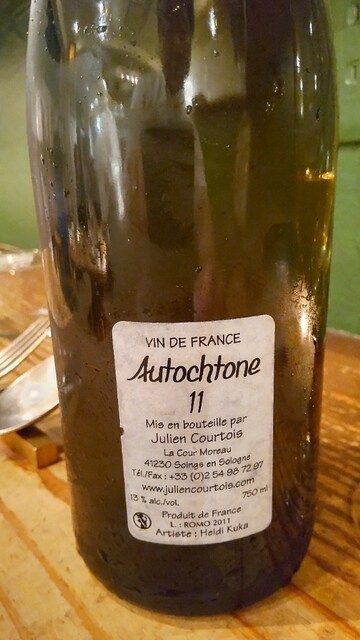 VIN DE FRANCE
Autochtone
11
Mis en bouteille par
Julien Courtois
La Cour Moreau
41230 Soings en Sologne
Tél./Fax : +33 (0)2 54 98 72 97
www.juliencourtois.com
13 % alc./vol. 750 ml
Produit de France
L : ROMO 2011
Artiste : Heidi Kuka